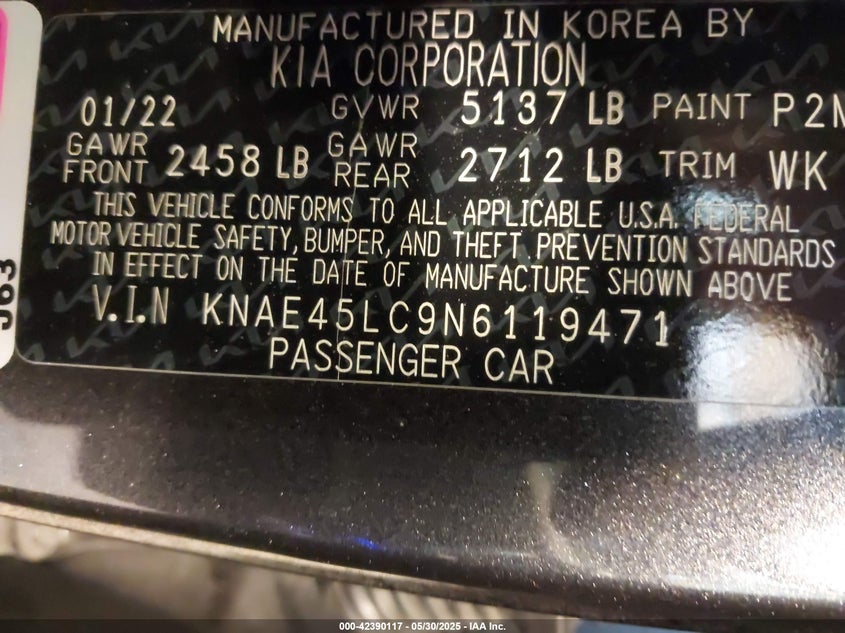 MANUFACTURED IN KOREA BY
KIA CORPORATION
01/22 GVWR 5137 LB PAINT
GAWR FRONT 2458 LB GAWR REAR 2712 LB TRIM WK
THIS VEHICLE CONFORMS TO ALL APPLICABLE U.S.A. FEDERAL
MOTOR VEHICLE SAFETY, BUMPER, AND THEFT PREVENTION STANDARDS
IN EFFECT ON THE DATE OF MANUFACTURE SHOWN ABOVE
V.I.N KNAE45LC9N6119471
PASSENGER CAR
000-42390117 - 05/30/2025 - IAA Inc.